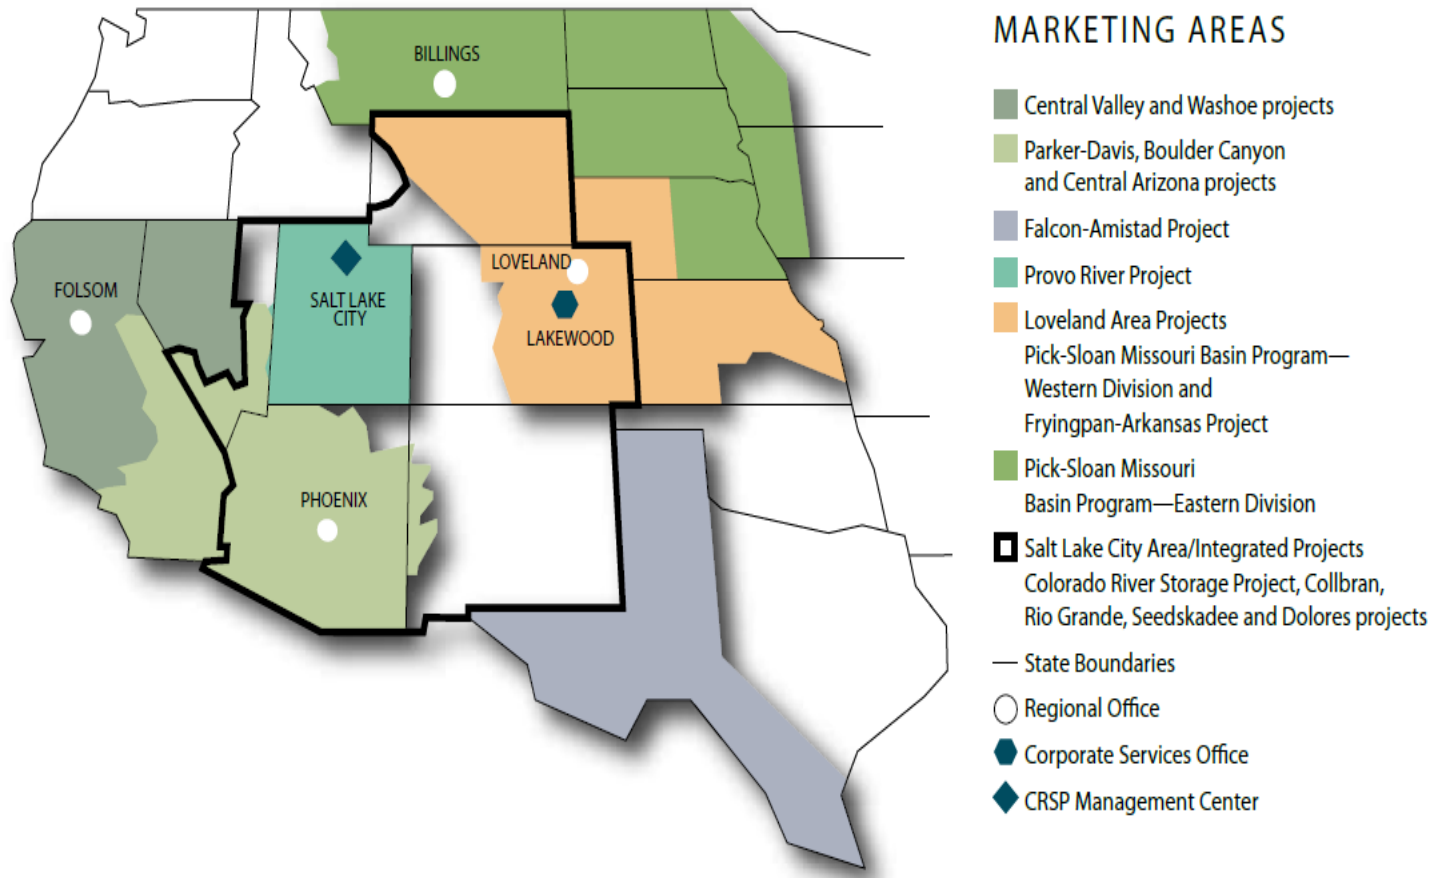 BILLINGS
FOLSOM
SALT LAKE
CITY
LOVELAND
LAKEWOOD
PHOENIX
MARKETING AREAS
Central Valley and Washoe projects
Parker-Davis, Boulder Canyon
and Central Arizona projects
Falcon-Amistad Project
Provo River Project
Loveland Area Projects
Pick-Sloan Missouri Basin Program—
Western Division and
Fryingpan-Arkansas Project
Pick-Sloan Missouri
Basin Program—Eastern Division
Salt Lake City Area/Integrated Projects
Colorado River Storage Project, Collbran,
Rio Grande, Seedskadee and Dolores projects
State Boundaries
Regional Office
Corporate Services Office
CRSP Management Center